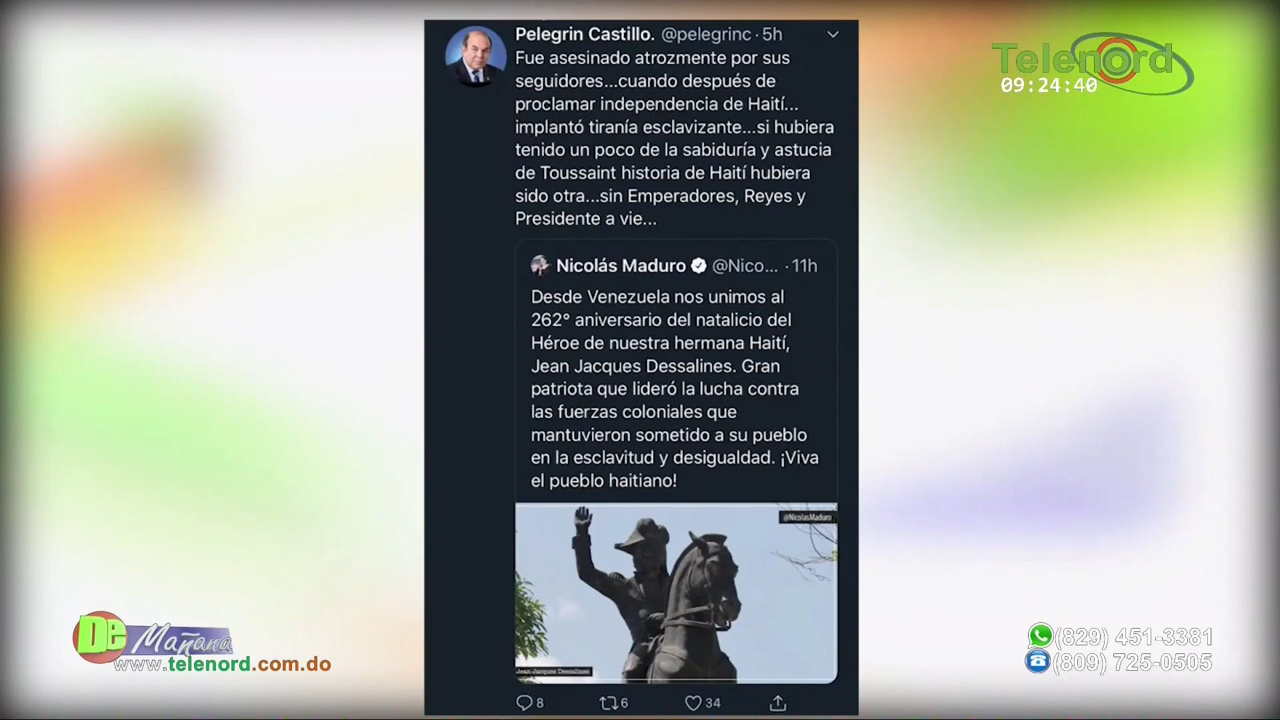 Pelegrin Castillo. @pelegrinc · 5h
Fue asesinado atrozmente por sus
seguidores...cuando después de
proclamar independencia de Haití...
implantó tiranía esclavizante...si hubiera
tenido un poco de la sabiduría y astucia
de Toussaint historia de Haití hubiera
sido otra...sin Emperadores, Reyes y
Presidente a vie...
Nicolás Maduro @Nico... · 11h
Desde Venezuela nos unimos al
262° aniversario del natalicio del
Héroe de nuestra hermana Haití,
Jean Jacques Dessalines. Gran
patriota que lideró la lucha contra
las fuerzas coloniales que
mantuvieron sometido a su pueblo
en la esclavitud y desigualdad. ¡Viva
el pueblo haitiano!
@NicolasMaduro
Jean Jacques Dessalines
8 6 34
Telenord
09:24:40
De Mañana
www.telenord.com.do
(829) 451-3381
(809) 725-0505